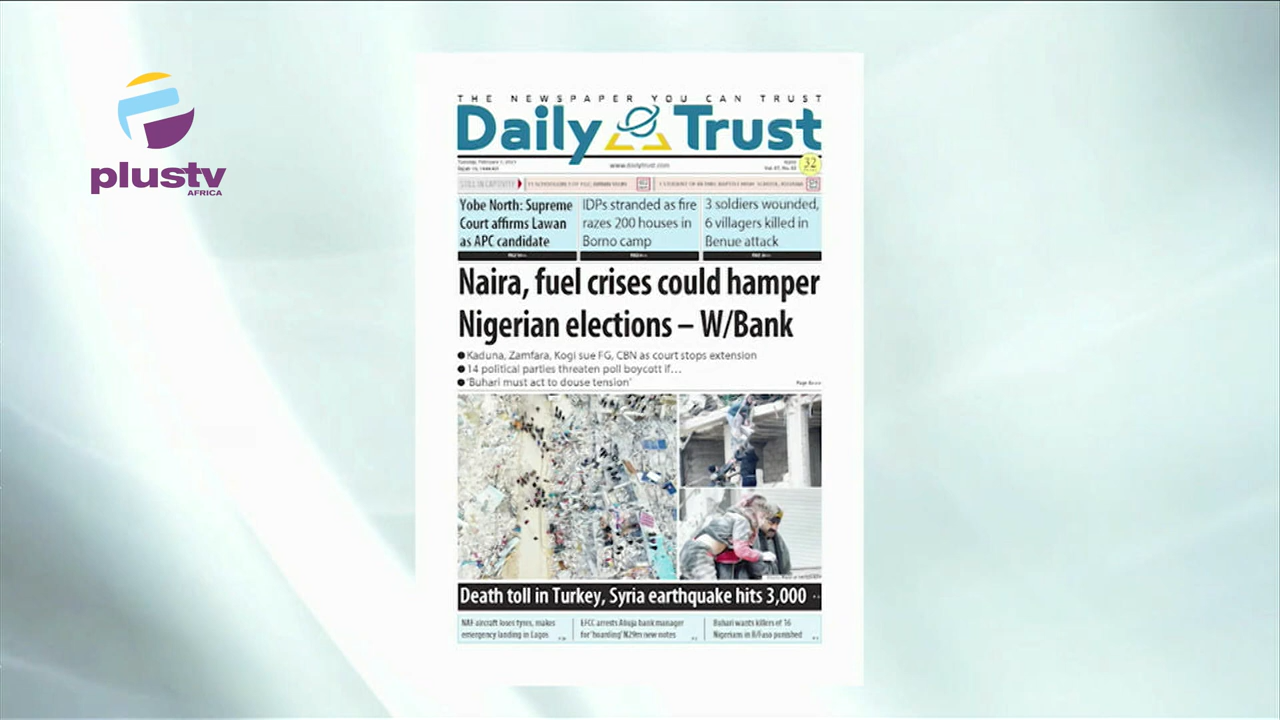 plustv
AFRICA
THE NEWSPAPER YOU CAN TRUST
Daily Trust
Tuesday, February 7, 2023
www.dailytrust.com
32
STILL IN CAPTIVITY
Yobe North: Supreme
Court affirms Lawan
as APC candidate
IDPs stranded as fire
razes 200 houses in
Borno camp
3 soldiers wounded,
6 villagers killed in
Benue attack
Naira, fuel crises could hamper
Nigerian elections – W/Bank
● Kaduna, Zamfara, Kogi sue FG, CBN as court stops extension
● 14 political parties threaten poll boycott if…
● 'Buhari must act to douse tension'
Death toll in Turkey, Syria earthquake hits 3,000
NAF aircraft loses tyres, makes
emergency landing in Lagos
EFCC arrests Abuja bank manager
for 'hoarding' N29m new notes
Buhari wants killers of 16
Nigerians in B/Faso punished